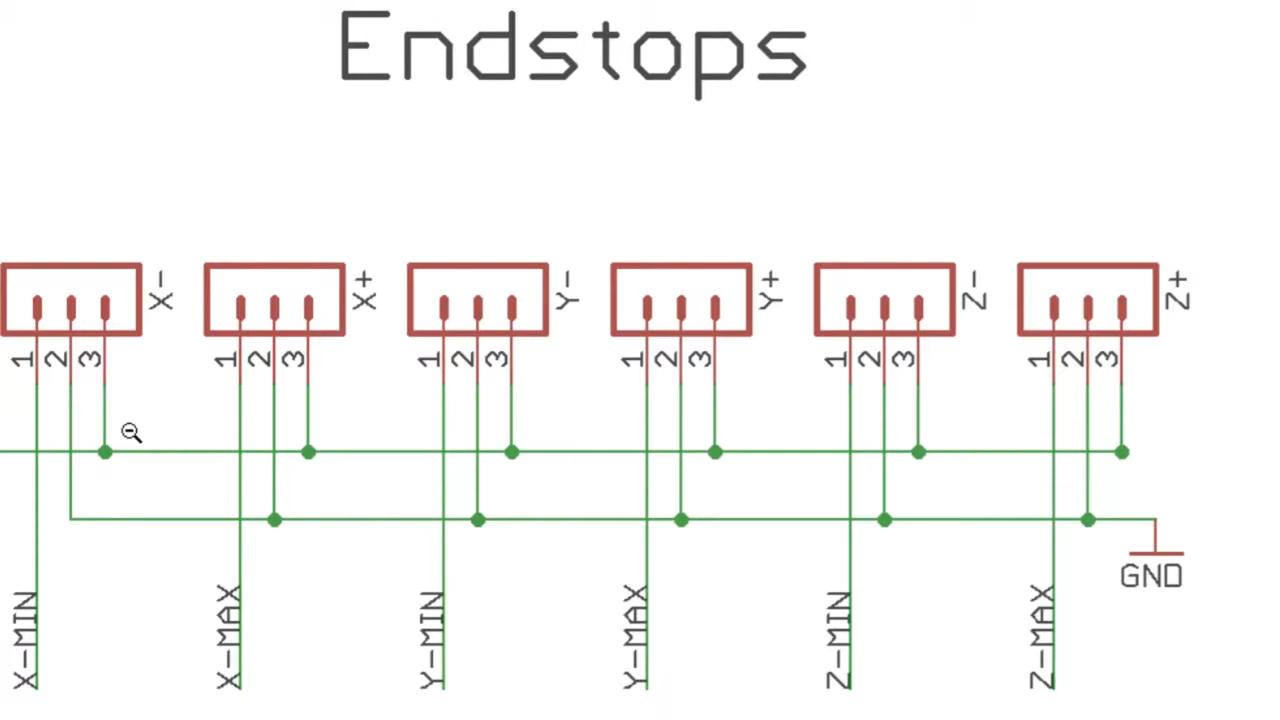 Endstops
X- X+ Y- Y+ Z- Z+
1 2 3 1 2 3 1 2 3 1 2 3 1 2 3 1 2 3
GND
X-MIN X-MAX Y-MIN Y-MAX Z-MIN Z-MAX